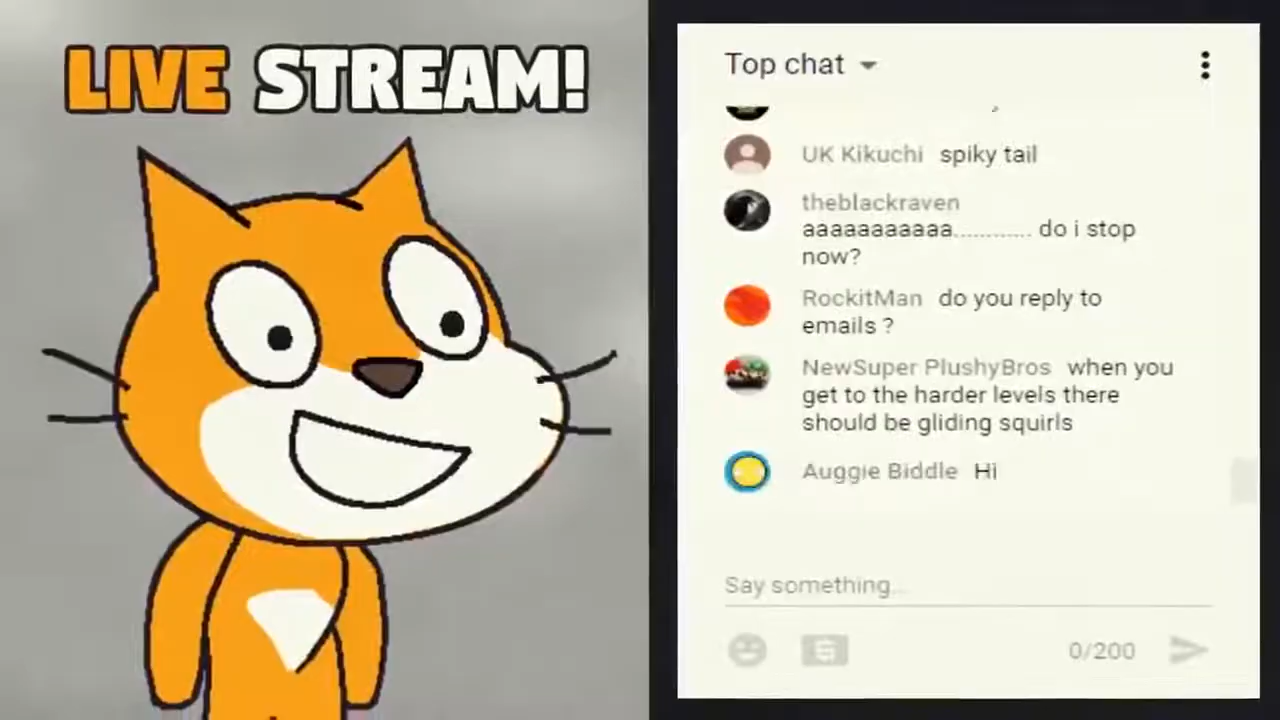 LIVE STREAM!
Top chat
UK Kikuchi spiky tail
theblackraven
aaaaaaaaaaa............ do i stop
now?
RockitMan do you reply to
emails ?
NewSuper PlushyBros when you
get to the harder levels there
should be gliding squirls
Auggie Biddle Hi
Say something...
0/200